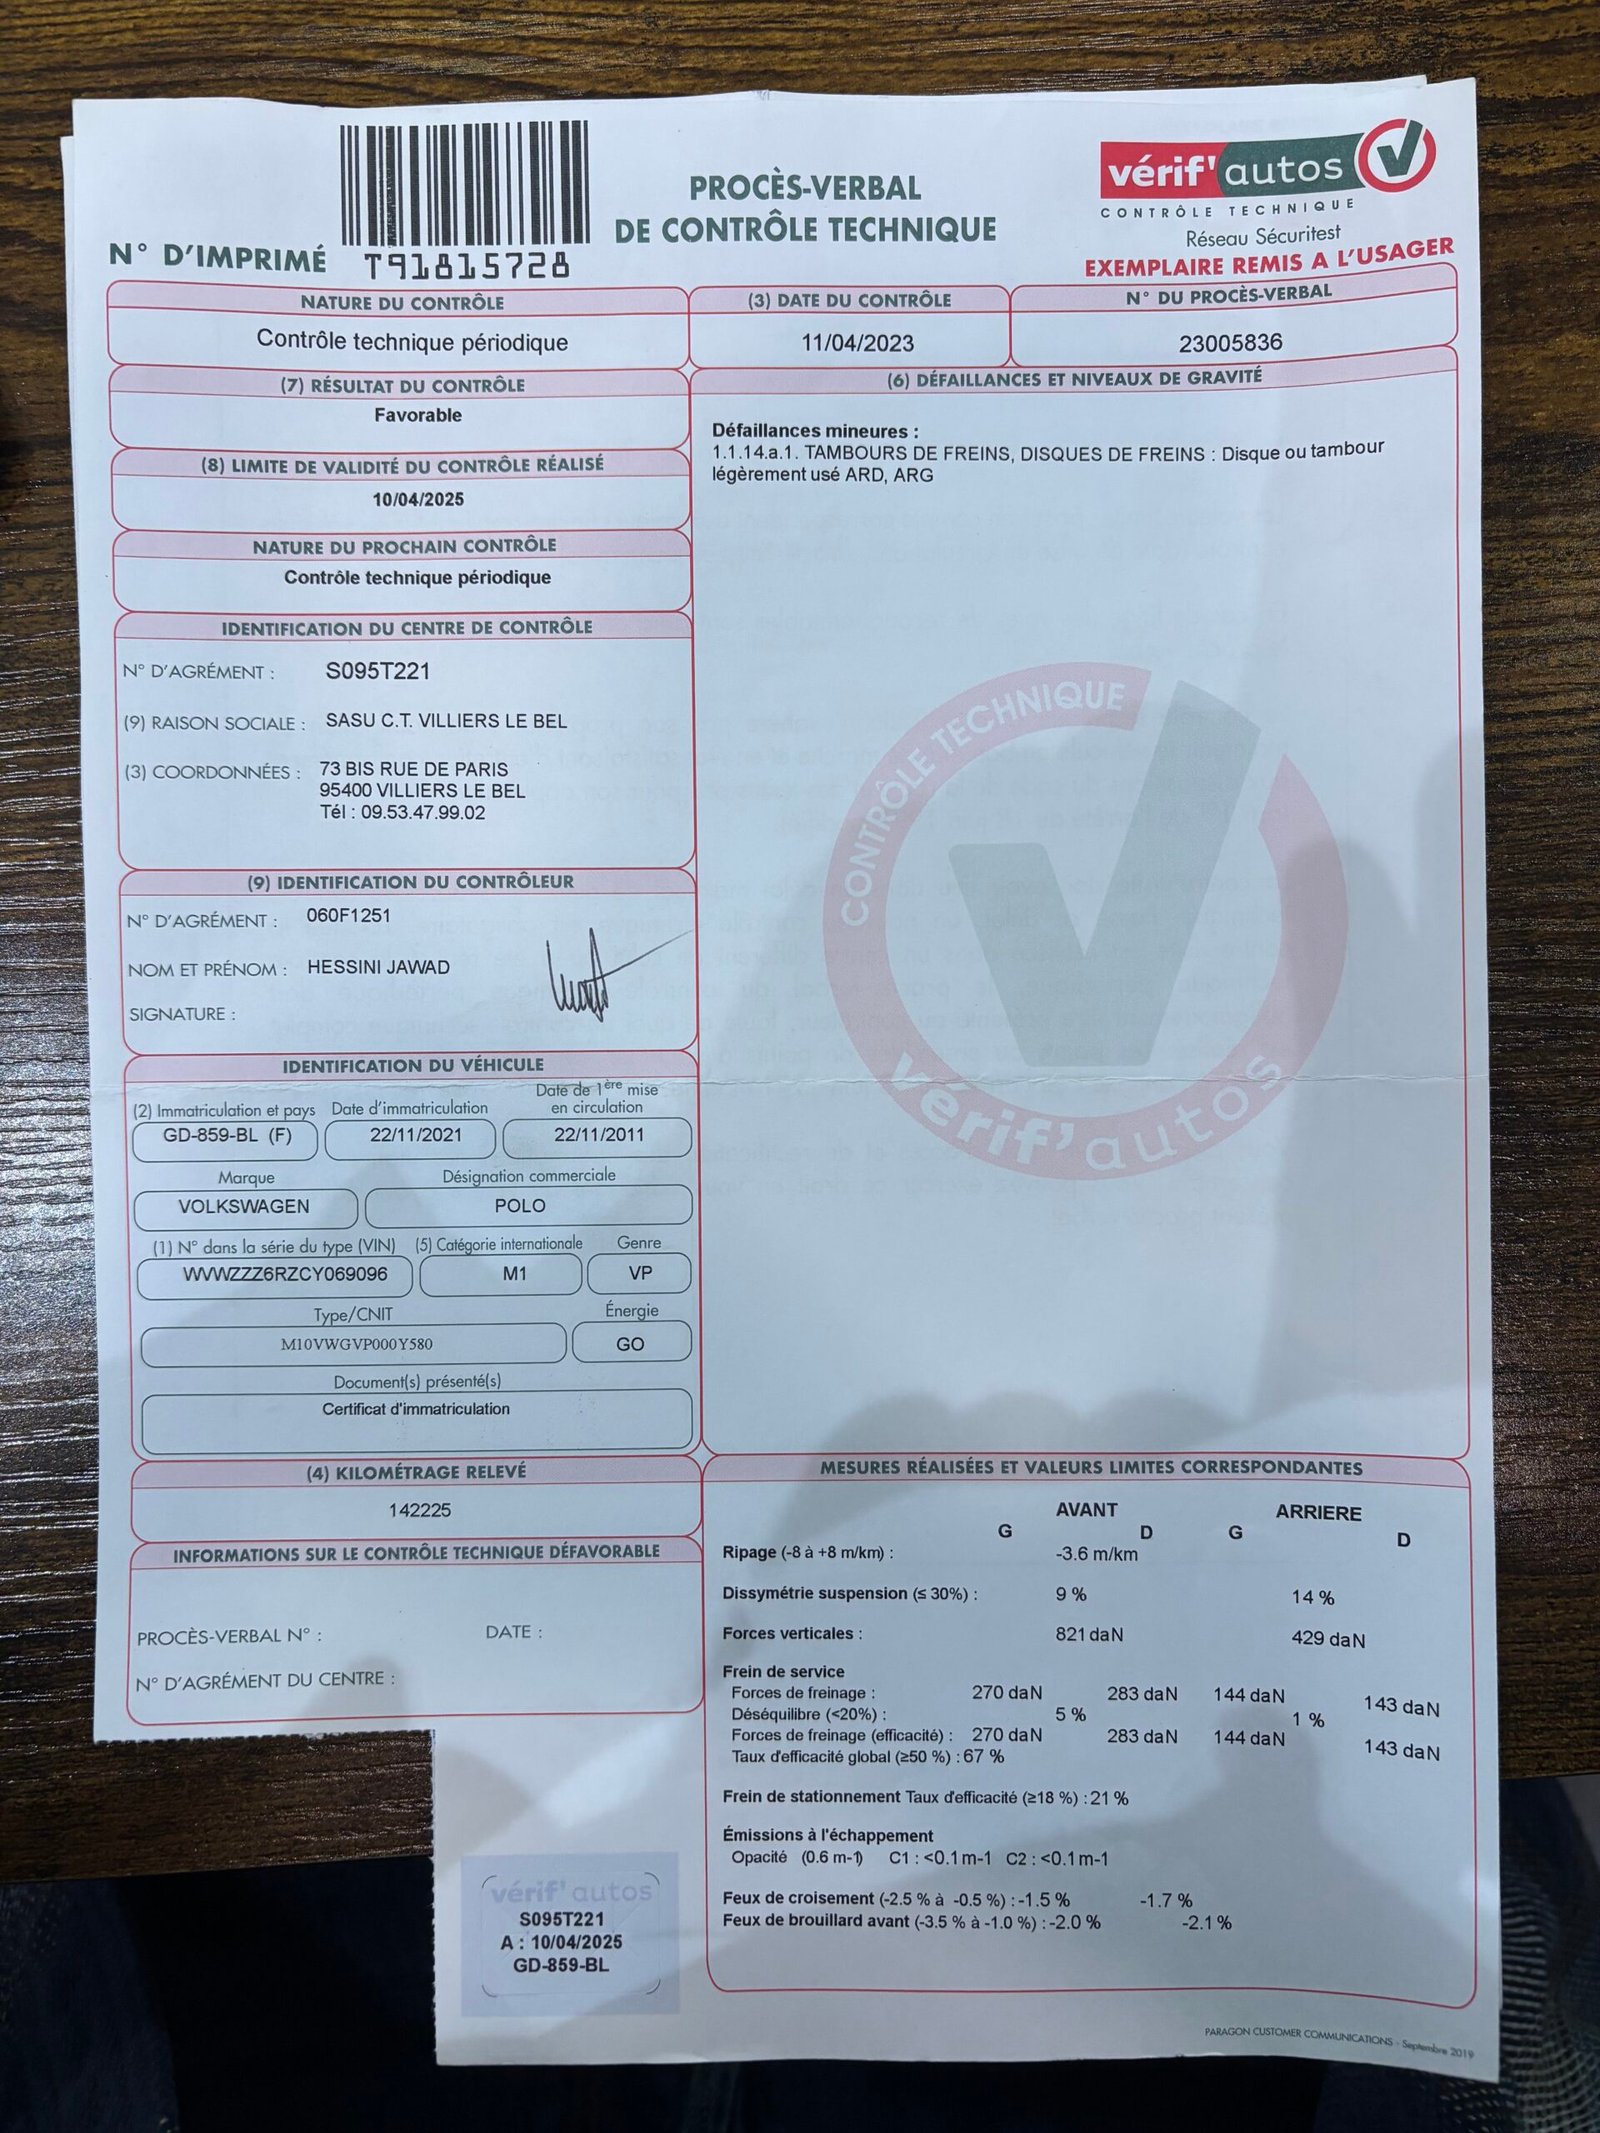 N° D'IMPRIMÉ
T91815728
PROCÈS-VERBAL
DE CONTRÔLE TECHNIQUE
vérif'autos
CONTRÔLE TECHNIQUE
Réseau Sécuritest
EXEMPLAIRE REMIS A L'USAGER
NATURE DU CONTRÔLE
Contrôle technique périodique
(3) DATE DU CONTRÔLE
11/04/2023
N° DU PROCÈS-VERBAL
23005836
(7) RÉSULTAT DU CONTRÔLE
Favorable
(8) LIMITE DE VALIDITÉ DU CONTRÔLE RÉALISÉ
10/04/2025
NATURE DU PROCHAIN CONTRÔLE
Contrôle technique périodique
IDENTIFICATION DU CENTRE DE CONTRÔLE
N° D'AGRÉMENT : S095T221
(9) RAISON SOCIALE : SASU C.T. VILLIERS LE BEL
(3) COORDONNÉES : 73 BIS RUE DE PARIS
95400 VILLIERS LE BEL
Tél : 09.53.47.99.02
(9) IDENTIFICATION DU CONTRÔLEUR
N° D'AGRÉMENT : 060F1251
NOM ET PRÉNOM : HESSINI JAWAD
SIGNATURE :
IDENTIFICATION DU VÉHICULE
(2) Immatriculation et pays
GD-859-BL (F)
Date d'immatriculation
22/11/2021
Date de 1ère mise
en circulation
22/11/2011
Marque
VOLKSWAGEN
Désignation commerciale
POLO
(1) N° dans la série du type (VIN)
WVWZZZ6RZCY069096
(5) Catégorie internationale
M1
Genre
VP
Type/CNIT
M10VWGVP000Y580
Énergie
GO
Document(s) présenté(s)
Certificat d'immatriculation
(4) KILOMÉTRAGE RELEVÉ
142225
INFORMATIONS SUR LE CONTRÔLE TECHNIQUE DÉFAVORABLE
PROCÈS-VERBAL N° : DATE :
N° D'AGRÉMENT DU CENTRE :
(6) DÉFAILLANCES ET NIVEAUX DE GRAVITÉ
Défaillances mineures :
1.1.14.a.1. TAMBOURS DE FREINS, DISQUES DE FREINS : Disque ou tambour
légèrement usé ARD, ARG
CONTRÔLE TECHNIQUE
vérif'autos
MESURES RÉALISÉES ET VALEURS LIMITES CORRESPONDANTES
AVANT ARRIERE
G D G D
Ripage (-8 à +8 m/km) : -3.6 m/km
Dissymétrie suspension (≤ 30%) : 9 % 14 %
Forces verticales : 821 daN 429 daN
Frein de service
Forces de freinage : 270 daN 283 daN 144 daN 143 daN
Déséquilibre (<20%) : 5 % 1 %
Forces de freinage (efficacité) : 270 daN 283 daN 144 daN 143 daN
Taux d'efficacité global (≥50 %) : 67 %
Frein de stationnement Taux d'efficacité (≥18 %) : 21 %
Émissions à l'échappement
Opacité (0.6 m-1) C1 : <0.1 m-1 C2 : <0.1 m-1
Feux de croisement (-2.5 % à -0.5 %) : -1.5 % -1.7 %
Feux de brouillard avant (-3.5 % à -1.0 %) : -2.0 % -2.1 %
vérif'autos
S095T221
A : 10/04/2025
GD-859-BL
PARAGON CUSTOMER COMMUNICATIONS - Septembre 2019